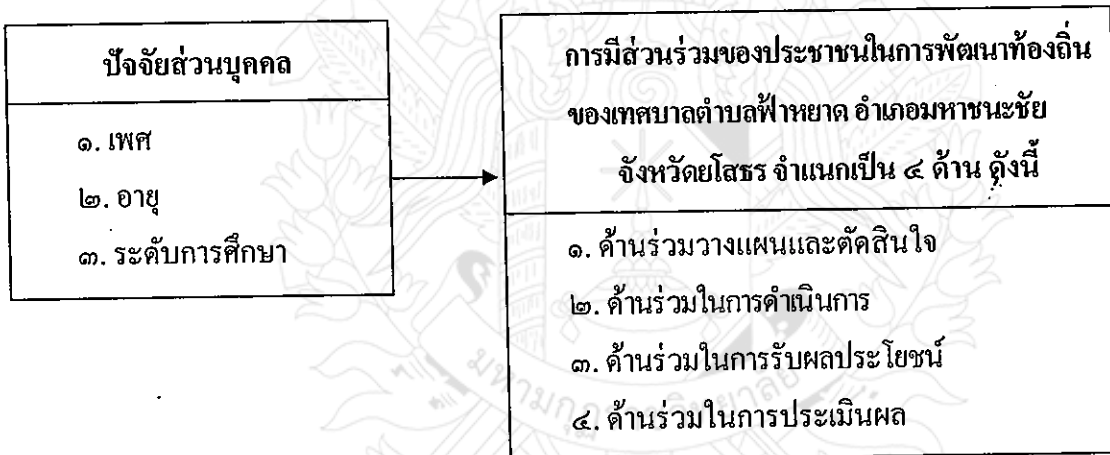 ปัจจัยส่วนบุคคล
๑. เพศ
๒. อายุ
๓. ระดับการศึกษา
การมีส่วนร่วมของประชาชนในการพัฒนาท้องถิ่น
ของเทศบาลตำบลฟ้าหยาด อำเภอมหาชนะชัย
จังหวัดยโสธร จำแนกเป็น ๔ ด้าน ดังนี้
๑. ด้านร่วมวางแผนและตัดสินใจ
๒. ด้านร่วมในการดำเนินการ
๓. ด้านร่วมในการรับผลประโยชน์
๔. ด้านร่วมในการประเมินผล